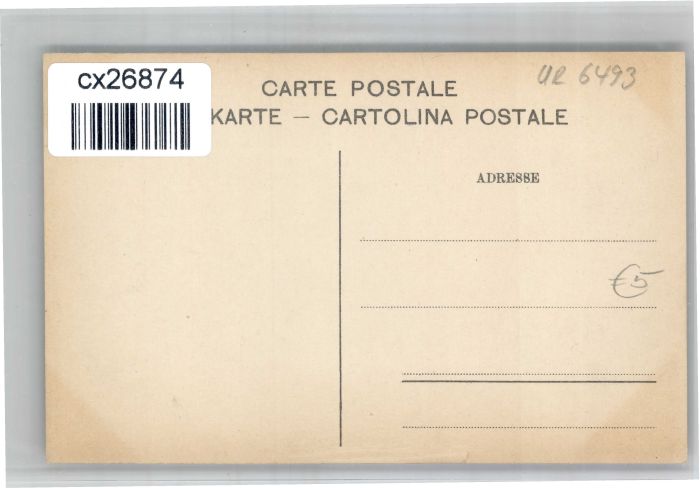 cx26874
CARTE POSTALE
UR 6493
KARTE – CARTOLINA POSTALE
ADRESSE
€5